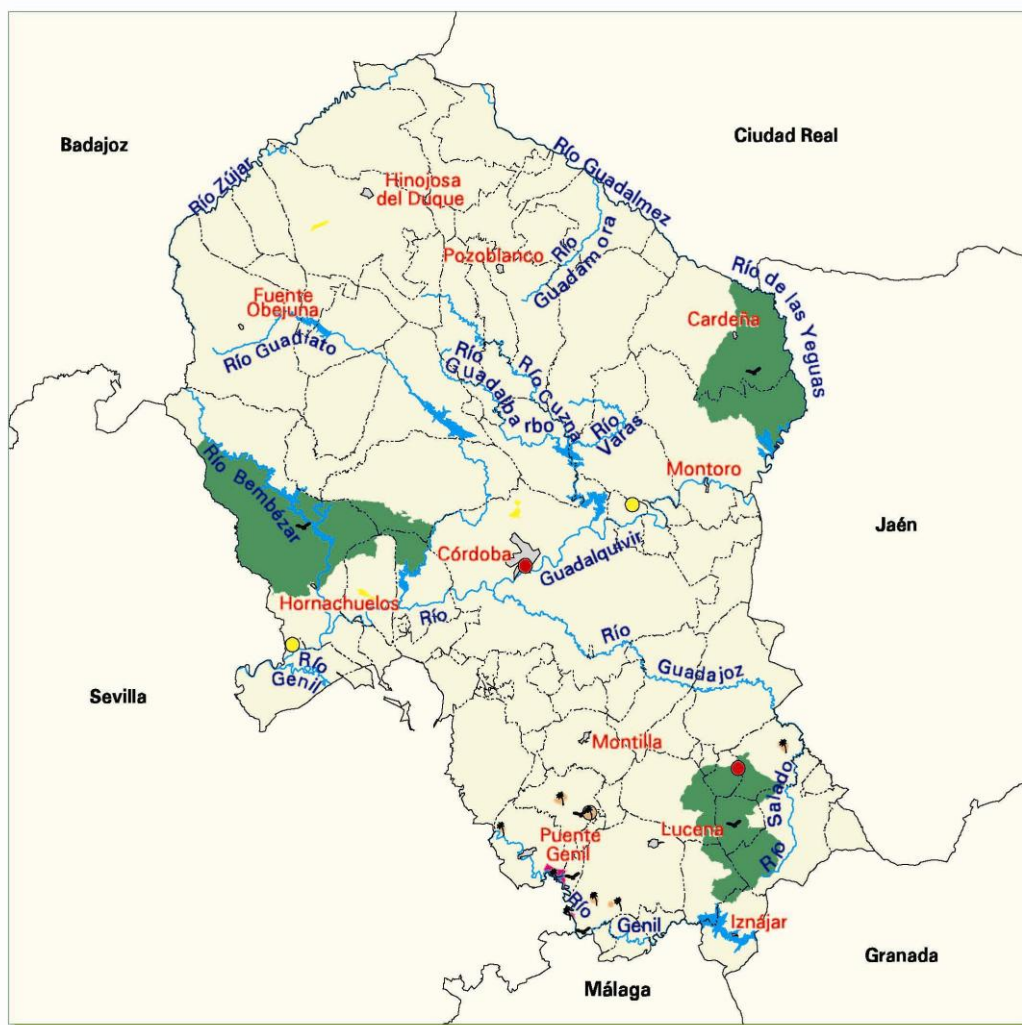 Badajoz
Ciudad Real
Río Zújar
Hinojosa
del Duque
Río Guadalmez
Pozoblanco
Río
Guadamora
Río de las Yeguas
Fuente
Obejuna
Río Guadiato
Cardeña
Río
Guadalba rbo
Río Cuzna
Río
Varas
Río Bembézar
Montoro
Jaén
Córdoba
Guadalquivir
Hornachuelos
Río
Río
Río
Genil
Guadajoz
Sevilla
Montilla
Río Salado
Puente
Genil
Lucena
Río
Genil
Iznájar
Granada
Málaga